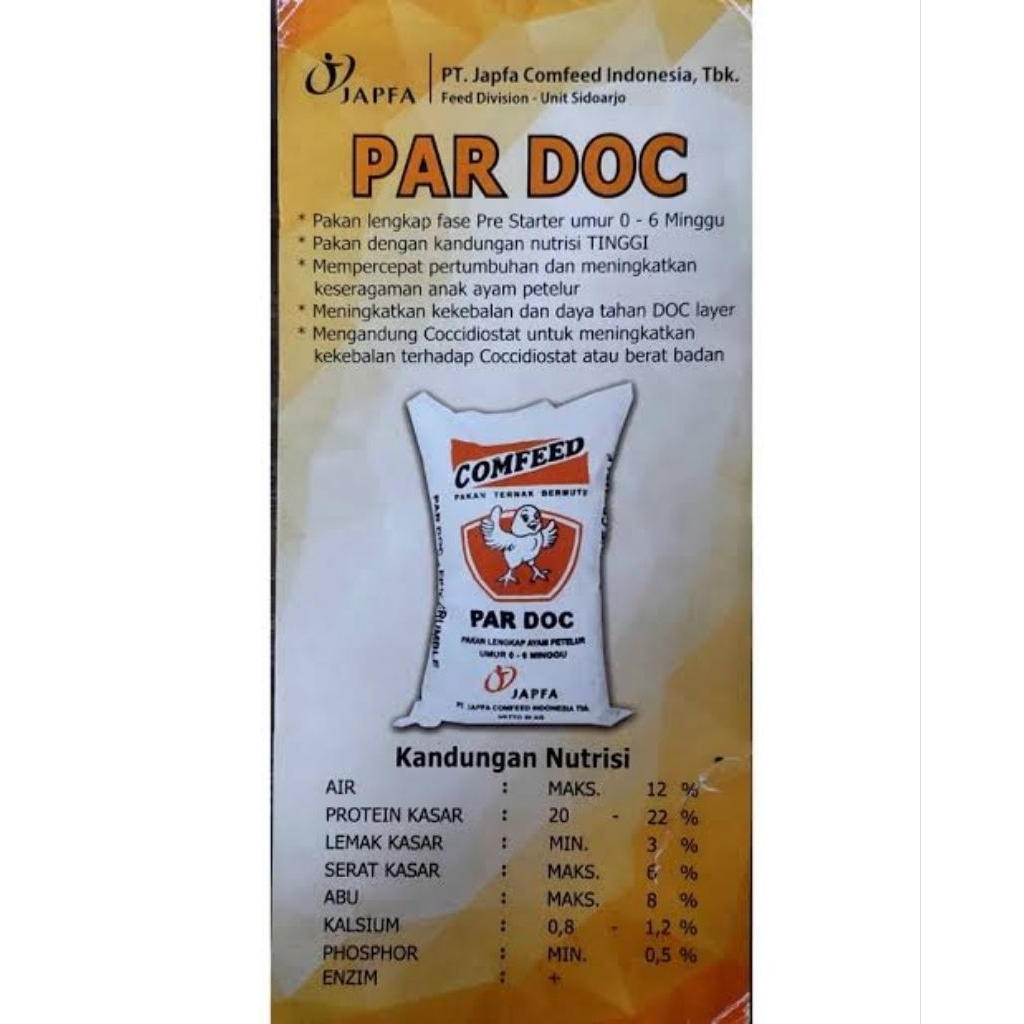 JAPFA
PT. Japfa Comfeed Indonesia, Tbk.
Feed Division - Unit Sidoarjo
PAR DOC
* Pakan lengkap fase Pre Starter umur 0 - 6 Minggu
* Pakan dengan kandungan nutrisi TINGGI
* Mempercepat pertumbuhan dan meningkatkan
keseragaman anak ayam petelur
* Meningkatkan kekebalan dan daya tahan DOC layer
* Mengandung Coccidiostat untuk meningkatkan
kekebalan terhadap Coccidiostat atau berat badan
COMFEED
PAKAN TERNAK BERMUTU
PAR DOC
PAKAN LENGKAP AYAM PETELUR
UMUR 0 - 6 MINGGU
JAPFA
PT. JAPFA COMFEED INDONESIA Tbk.
Kandungan Nutrisi
AIR : MAKS. 12 %
PROTEIN KASAR : 20 - 22 %
LEMAK KASAR : MIN. 3 %
SERAT KASAR : MAKS. 6 %
ABU : MAKS. 8 %
KALSIUM : 0,8 - 1,2 %
PHOSPHOR : MIN. 0,5 %
ENZIM : +